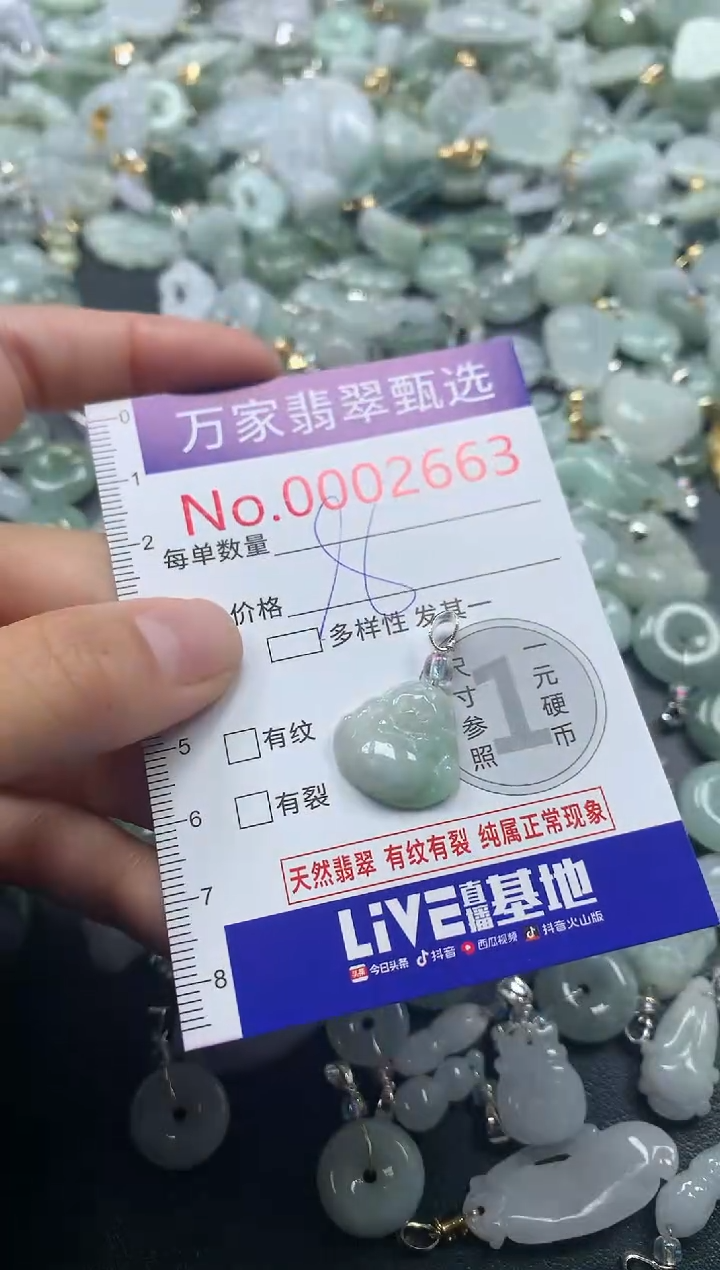 万家翡翠甄选
No.0002663
每单数量
价格
多样性 发其一
一元硬币
1
尺寸参照
有纹
有裂
天然翡翠 有纹有裂 纯属正常现象
LiVE直播基地
头条 今日头条 抖音 西瓜视频 抖音火山版
0
1
2
5
6
7
8